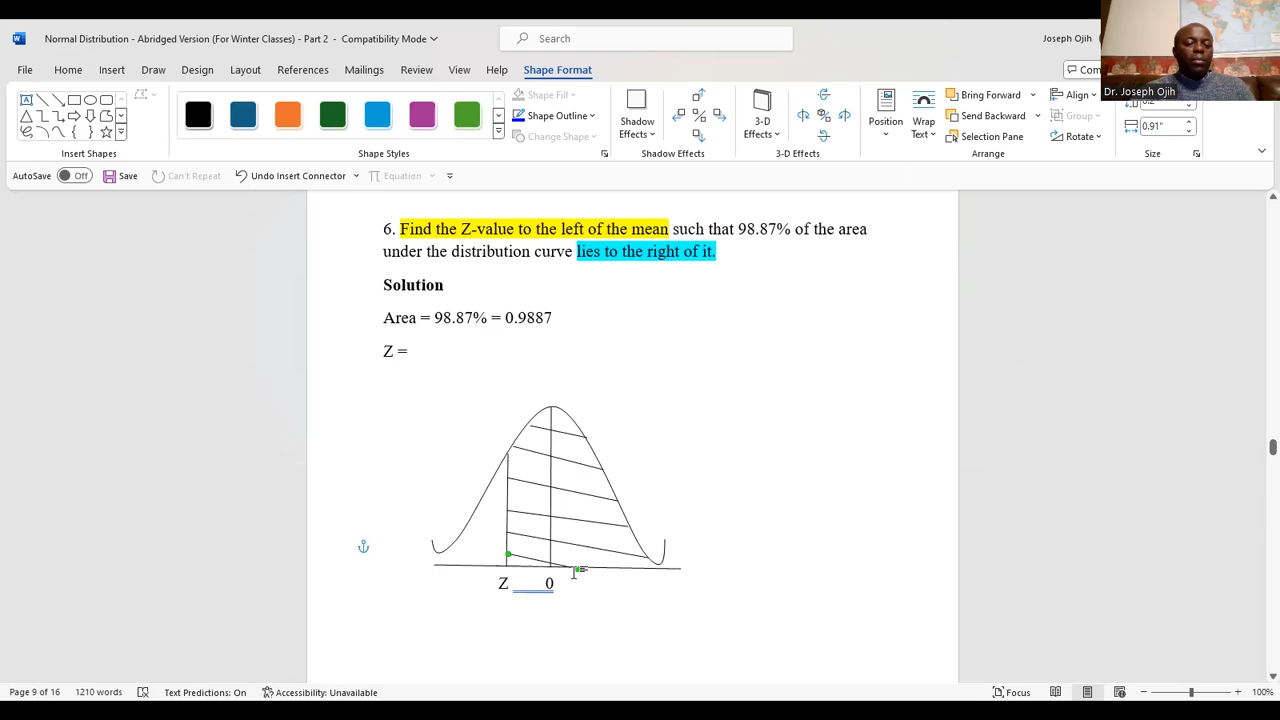 Normal Distribution - Abridged Version (For Winter Classes) - Part 2 - Compatibility Mode
Search
Joseph Ojih
File Home Insert Draw Design Layout References Mailings Review View Help Shape Format
Shape Fill
Shape Outline
Change Shape
Shadow
Effects
3-D
Effects
Position
Wrap
Text
Bring Forward
Send Backward
Selection Pane
Align
Group
Rotate
0.91"
Dr. Joseph Ojih
Insert Shapes Shape Styles Shadow Effects 3-D Effects Arrange Size
AutoSave Off Save Can't Repeat Undo Insert Connector Equation
6. Find the Z-value to the left of the mean such that 98.87% of the area
under the distribution curve lies to the right of it.
Solution
Area = 98.87% = 0.9887
Z =
Z 0
Page 9 of 16 1210 words Text Predictions: On Accessibility: Unavailable Focus 100%